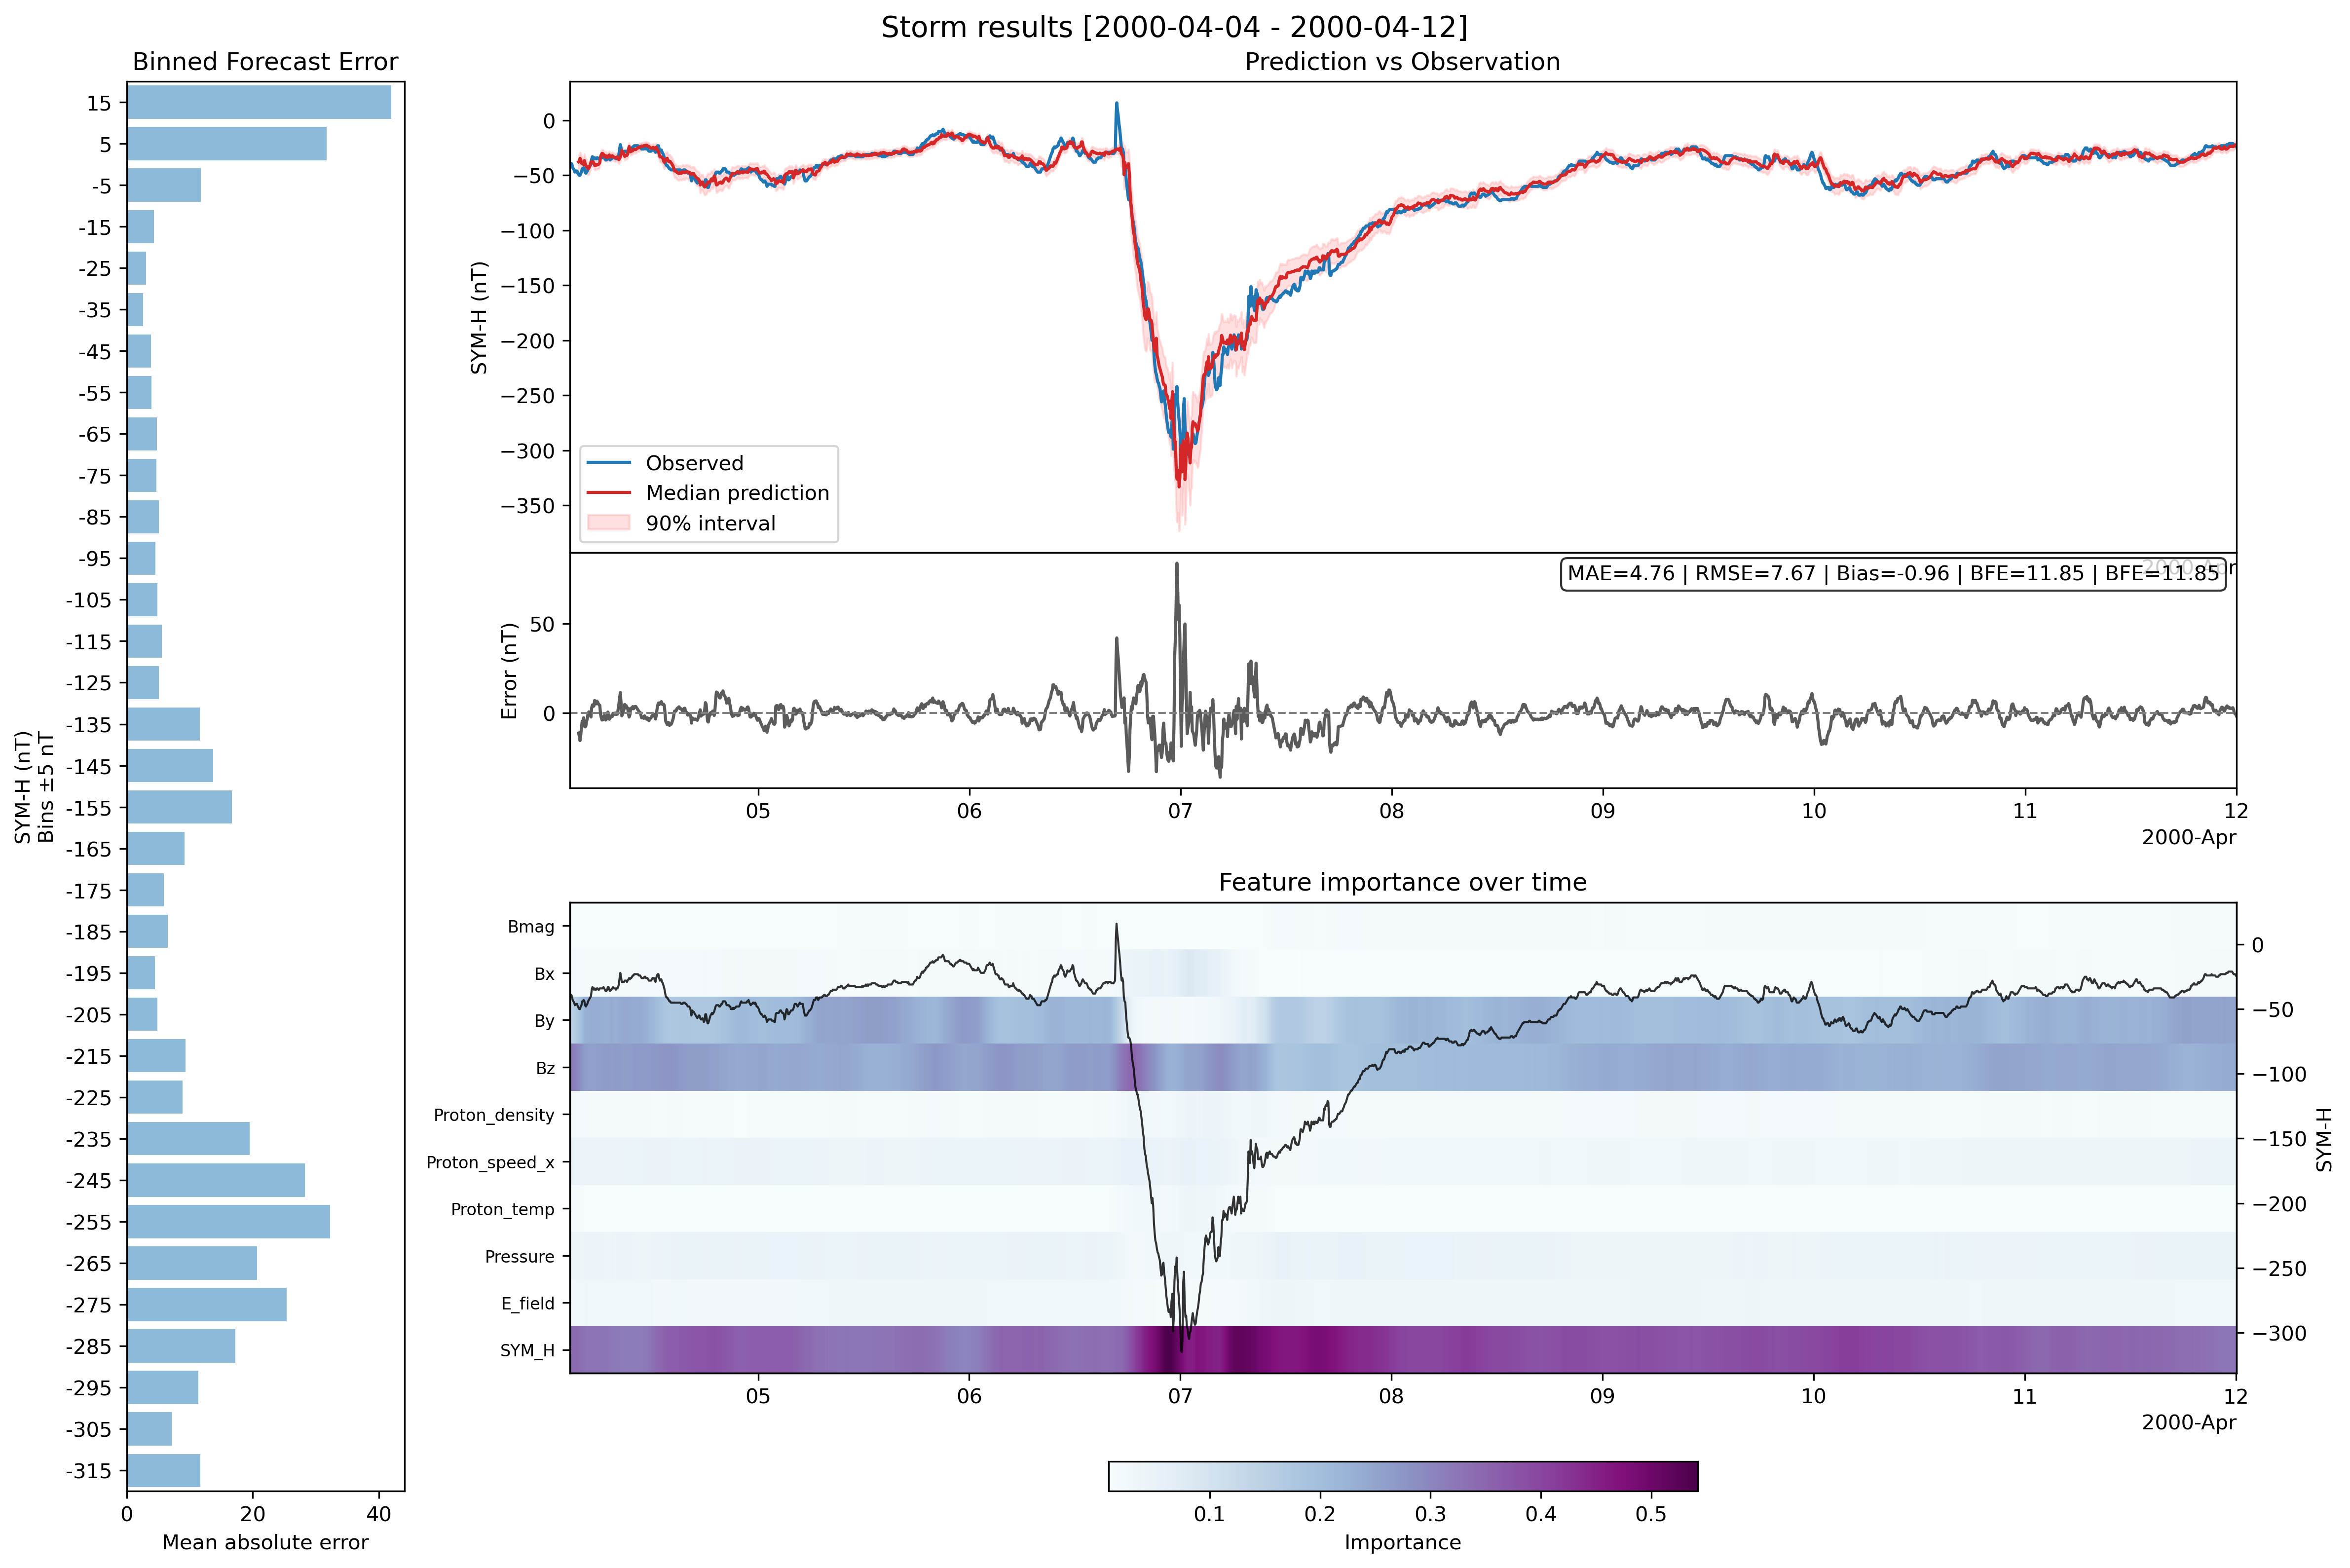 Storm results [2000-04-04 - 2000-04-12]
Binned Forecast Error
15
5
-5
-15
-25
-35
-45
-55
-65
-75
-85
-95
-105
-115
-125
-135
-145
-155
-165
-175
-185
-195
-205
-215
-225
-235
-245
-255
-265
-275
-285
-295
-305
-315
SYM-H (nT)
Bins ±5 nT
0 20 40
Mean absolute error
Prediction vs Observation
0
−50
−100
−150
−200
−250
−300
−350
SYM-H (nT)
Observed
Median prediction
90% interval
2000-Apr
MAE=4.76 | RMSE=7.67 | Bias=-0.96 | BFE=11.85 | BFE=11.85
50
0
Error (nT)
05 06 07 08 09 10 11 12
2000-Apr
Feature importance over time
Bmag
Bx
By
Bz
Proton_density
Proton_speed_x
Proton_temp
Pressure
E_field
SYM_H
0
−50
−100
−150
−200
−250
−300
SYM-H
05 06 07 08 09 10 11 12
2000-Apr
0.1 0.2 0.3 0.4 0.5
Importance